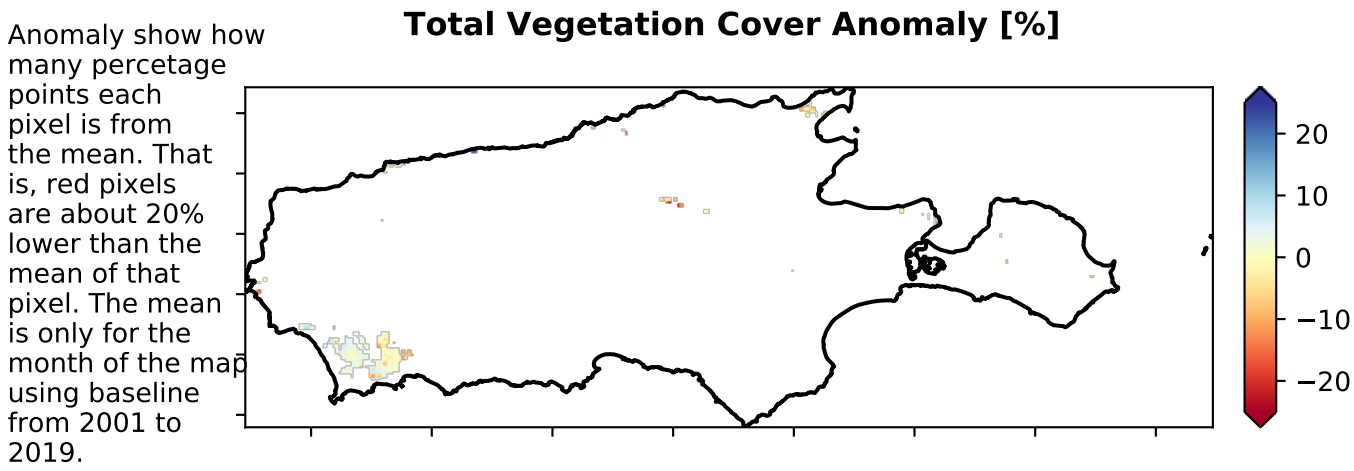 Total Vegetation Cover Anomaly [%]
Anomaly show how
many percetage
points each
pixel is from
the mean. That
is, red pixels
are about 20%
lower than the
mean of that
pixel. The mean
is only for the
month of the map
using baseline
from 2001 to
2019.
20
10
0
−10
−20